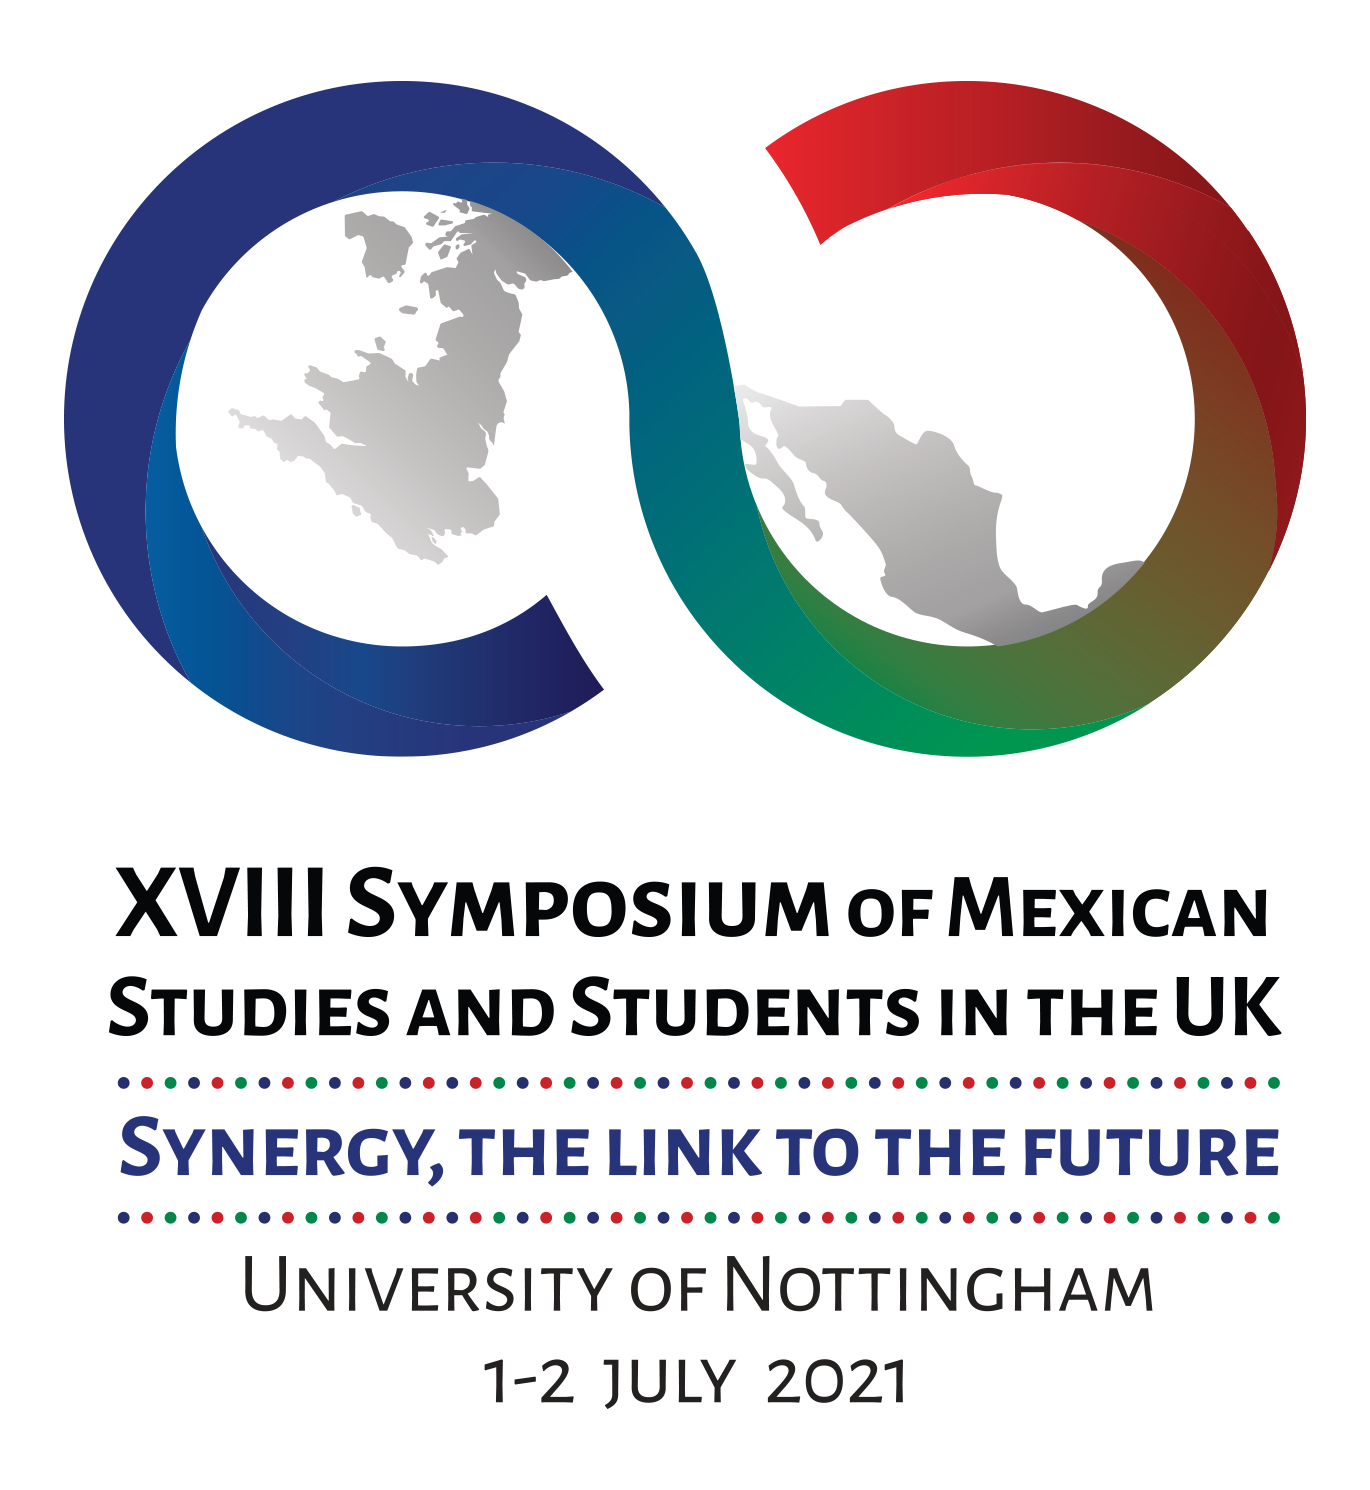 XVIII Symposium of Mexican
Studies and Students in the UK
Synergy, the link to the future
University of Nottingham
1-2 July 2021